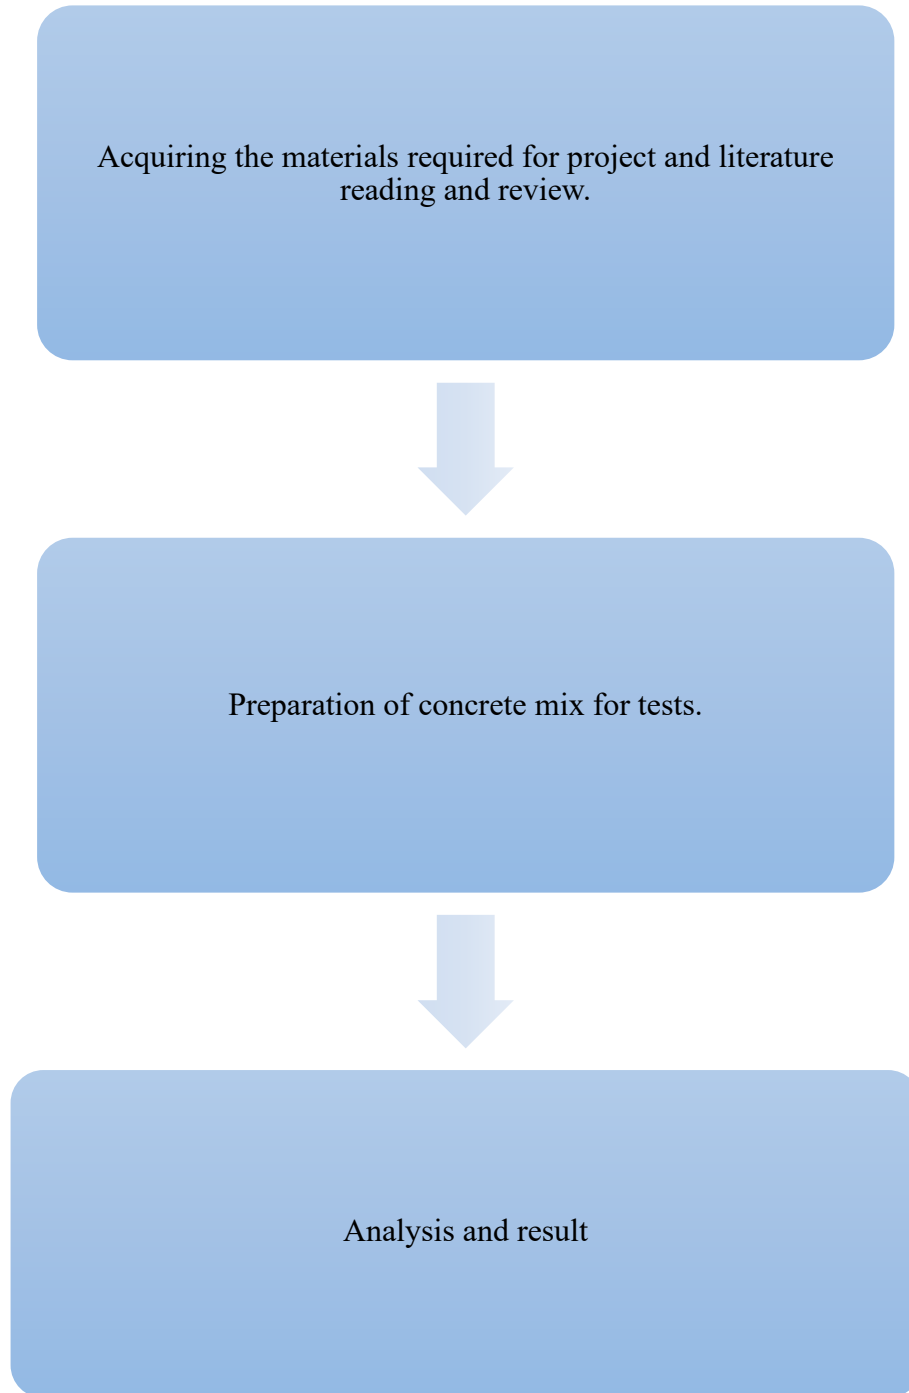 Acquiring the materials required for project and literature
reading and review.
Preparation of concrete mix for tests.
Analysis and result